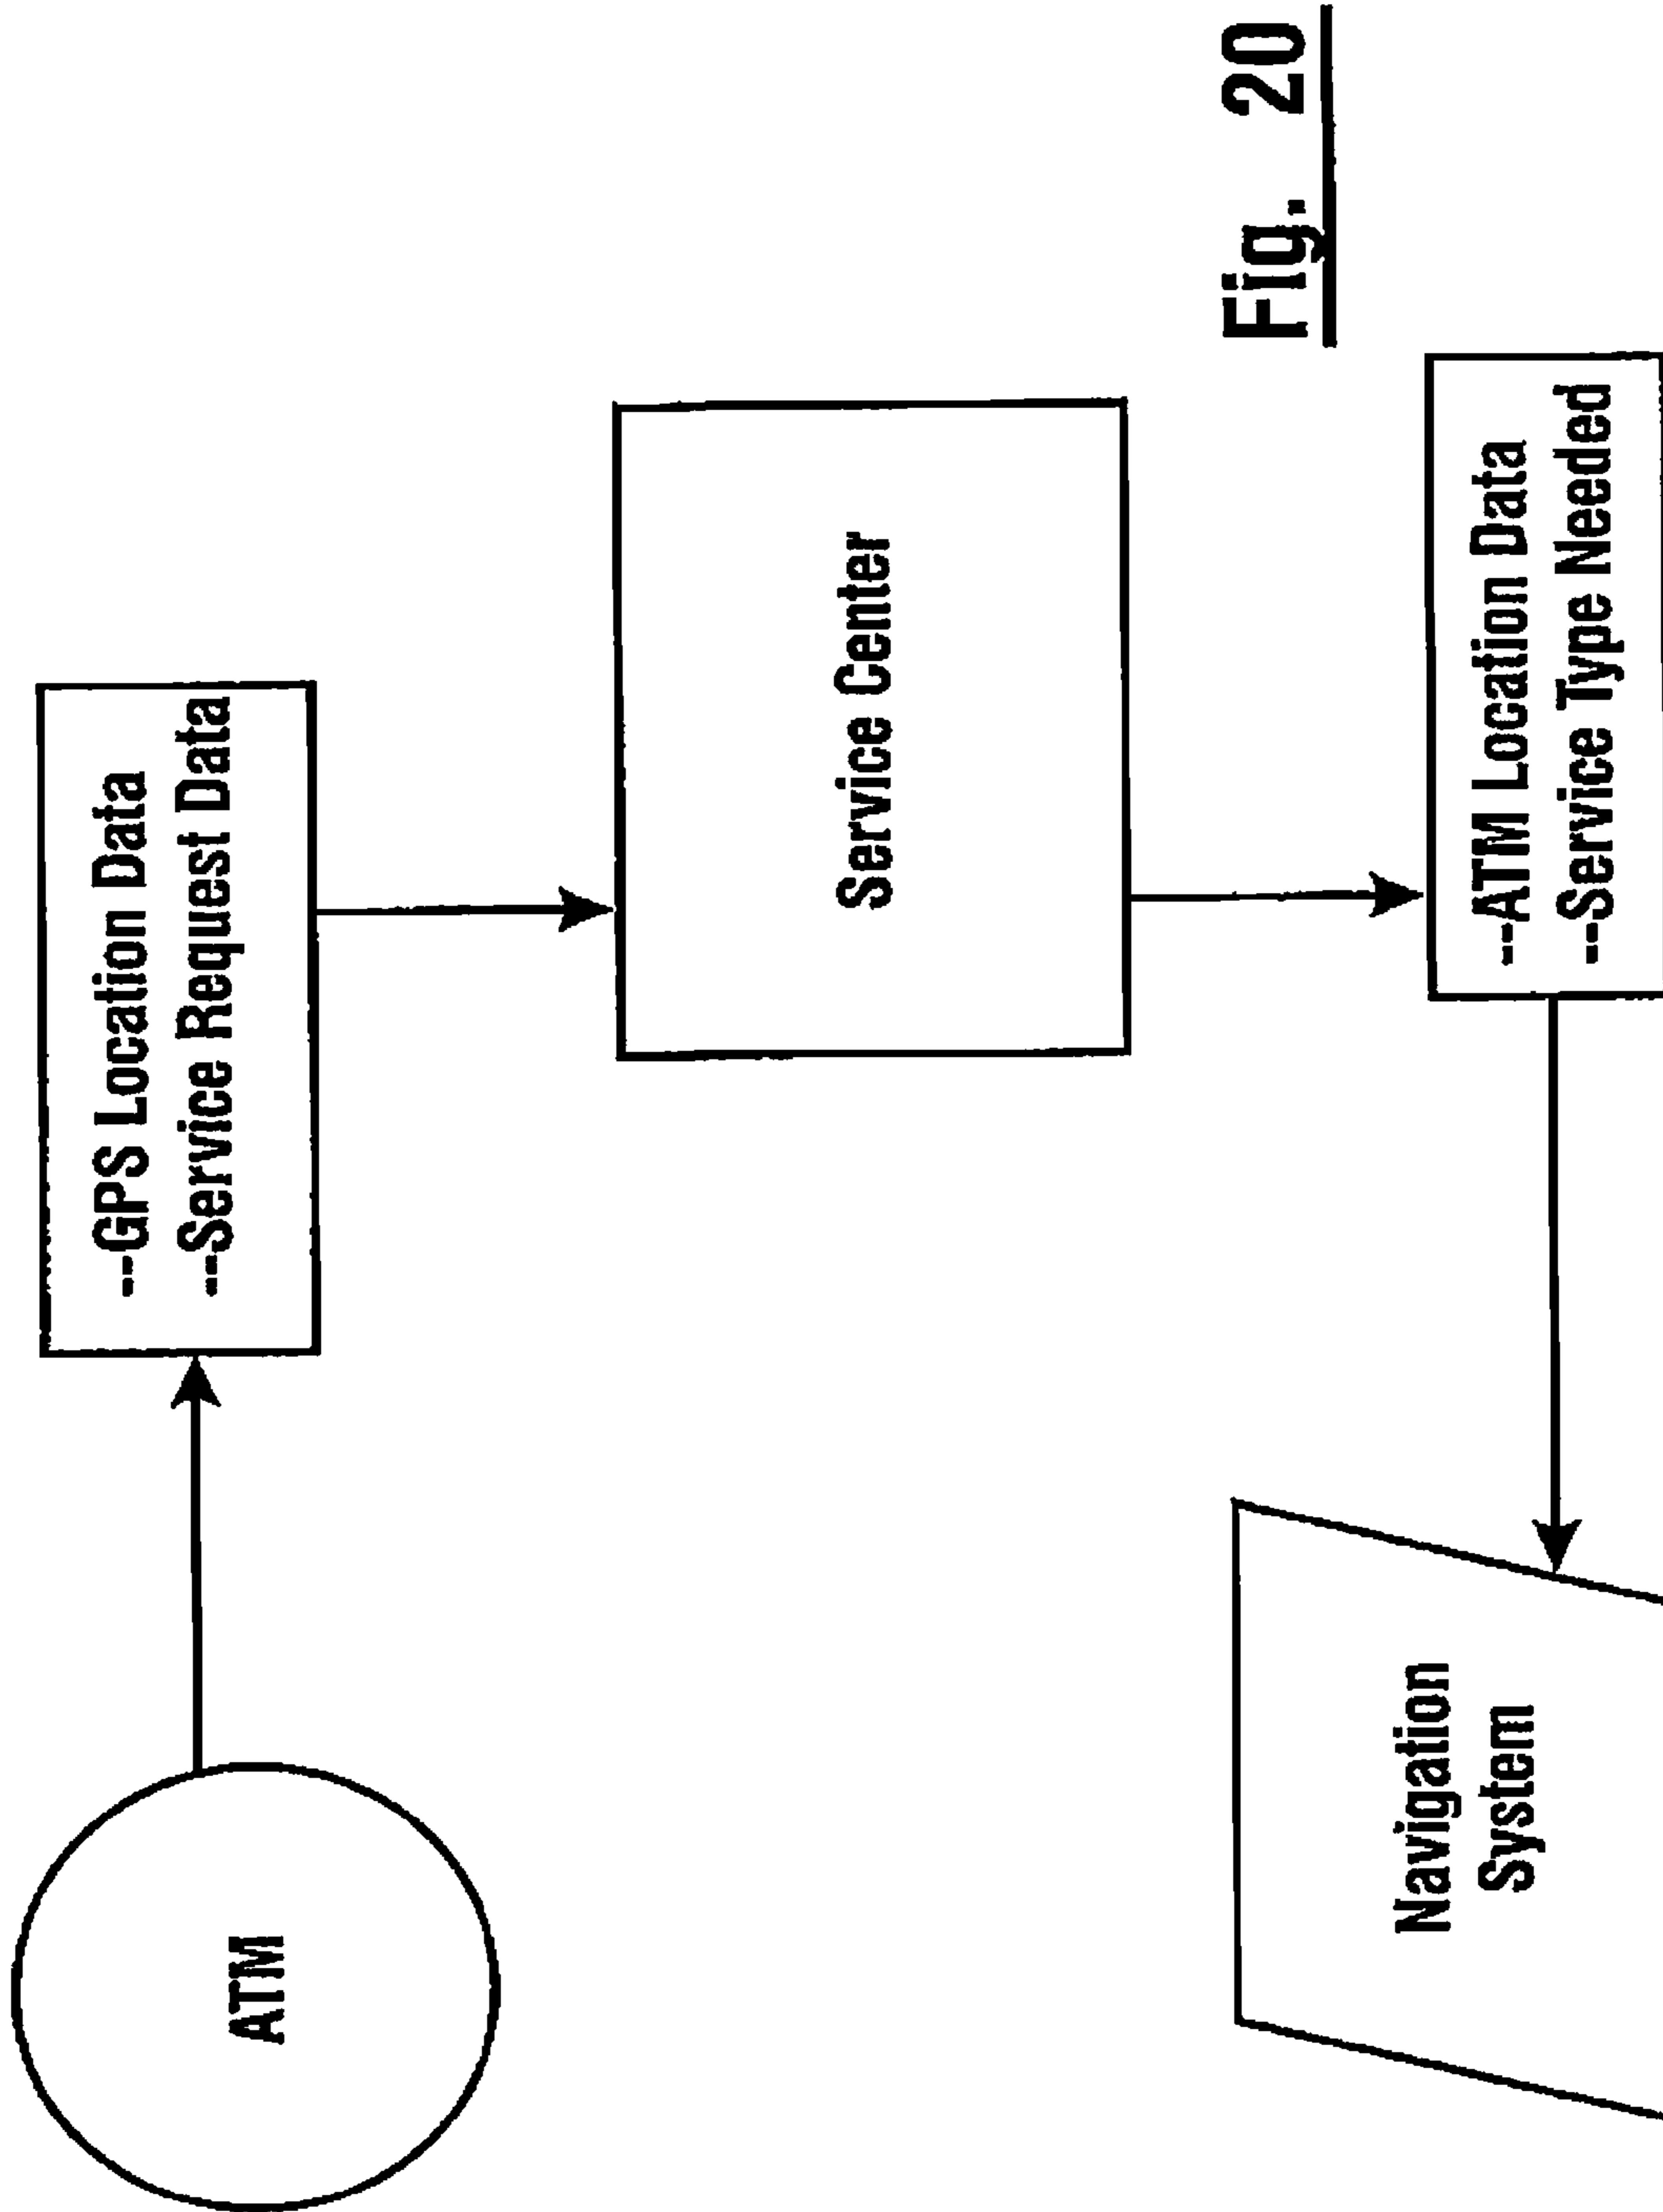 ATM
--GPS Location Data
--Service Request Data
Service Center
Navigation
System
--ATM Location Data
--Service Type Needed
Fig. 20